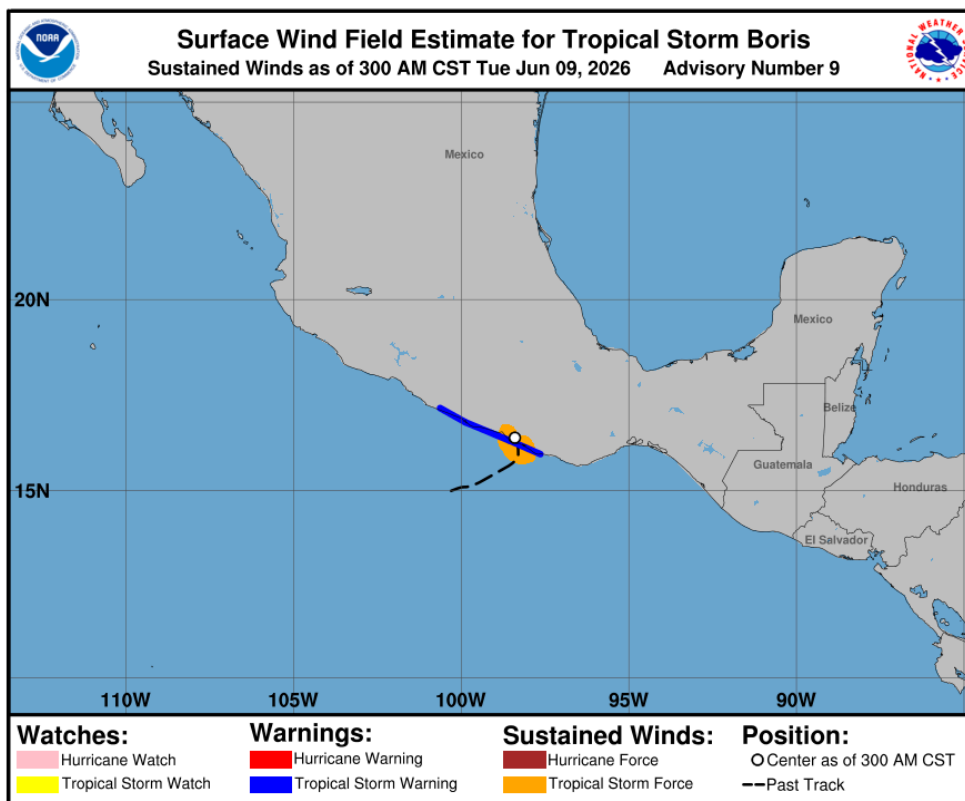 Surface Wind Field Estimate for Tropical Storm Boris
Sustained Winds as of 300 AM CST Tue Jun 09, 2026 Advisory Number 9
NOAA
Mexico
20N
Mexico
Belize
Guatemala
15N
Honduras
El Salvador
110W 105W 100W 95W 90W
Watches:
Hurricane Watch
Tropical Storm Watch
Warnings:
Hurricane Warning
Tropical Storm Warning
Sustained Winds:
Hurricane Force
Tropical Storm Force
Position:
Center as of 300 AM CST
Past Track